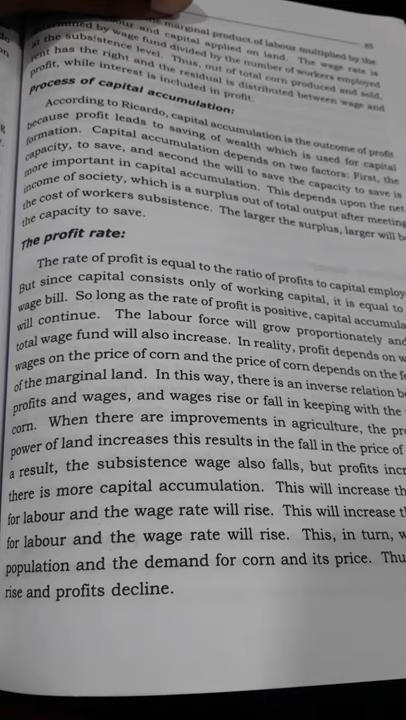 marginal product of labour multiplied by the
85
labour and capital applied on land. The wage rate is
determined by wage fund divided by the number of workers employed
at the subsistence level. Thus, out of total corn produced and sold,
rent has the right and the residual is distributed between wage and
profit, while interest is included in profit.
Process of capital accumulation:
According to Ricardo, capital accumulation is the outcome of profit
because profit leads to saving of wealth which is used for capital
formation. Capital accumulation depends on two factors: First, the
capacity, to save, and second the will to save the capacity to save is
more important in capital accumulation. This depends upon the net
income of society, which is a surplus out of total output after meeting
the cost of workers subsistence. The larger the surplus, larger will be
the capacity to save.
The profit rate:
The rate of profit is equal to the ratio of profits to capital employ
But since capital consists only of working capital, it is equal to
wage bill. So long as the rate of profit is positive, capital accumula
will continue. The labour force will grow proportionately and
total wage fund will also increase. In reality, profit depends on w
wages on the price of corn and the price of corn depends on the fe
of the marginal land. In this way, there is an inverse relation be
profits and wages, and wages rise or fall in keeping with the
corn. When there are improvements in agriculture, the pro
power of land increases this results in the fall in the price of
a result, the subsistence wage also falls, but profits incr
there is more capital accumulation. This will increase th
for labour and the wage rate will rise. This will increase t
for labour and the wage rate will rise. This, in turn, w
population and the demand for corn and its price. Thu
rise and profits decline.